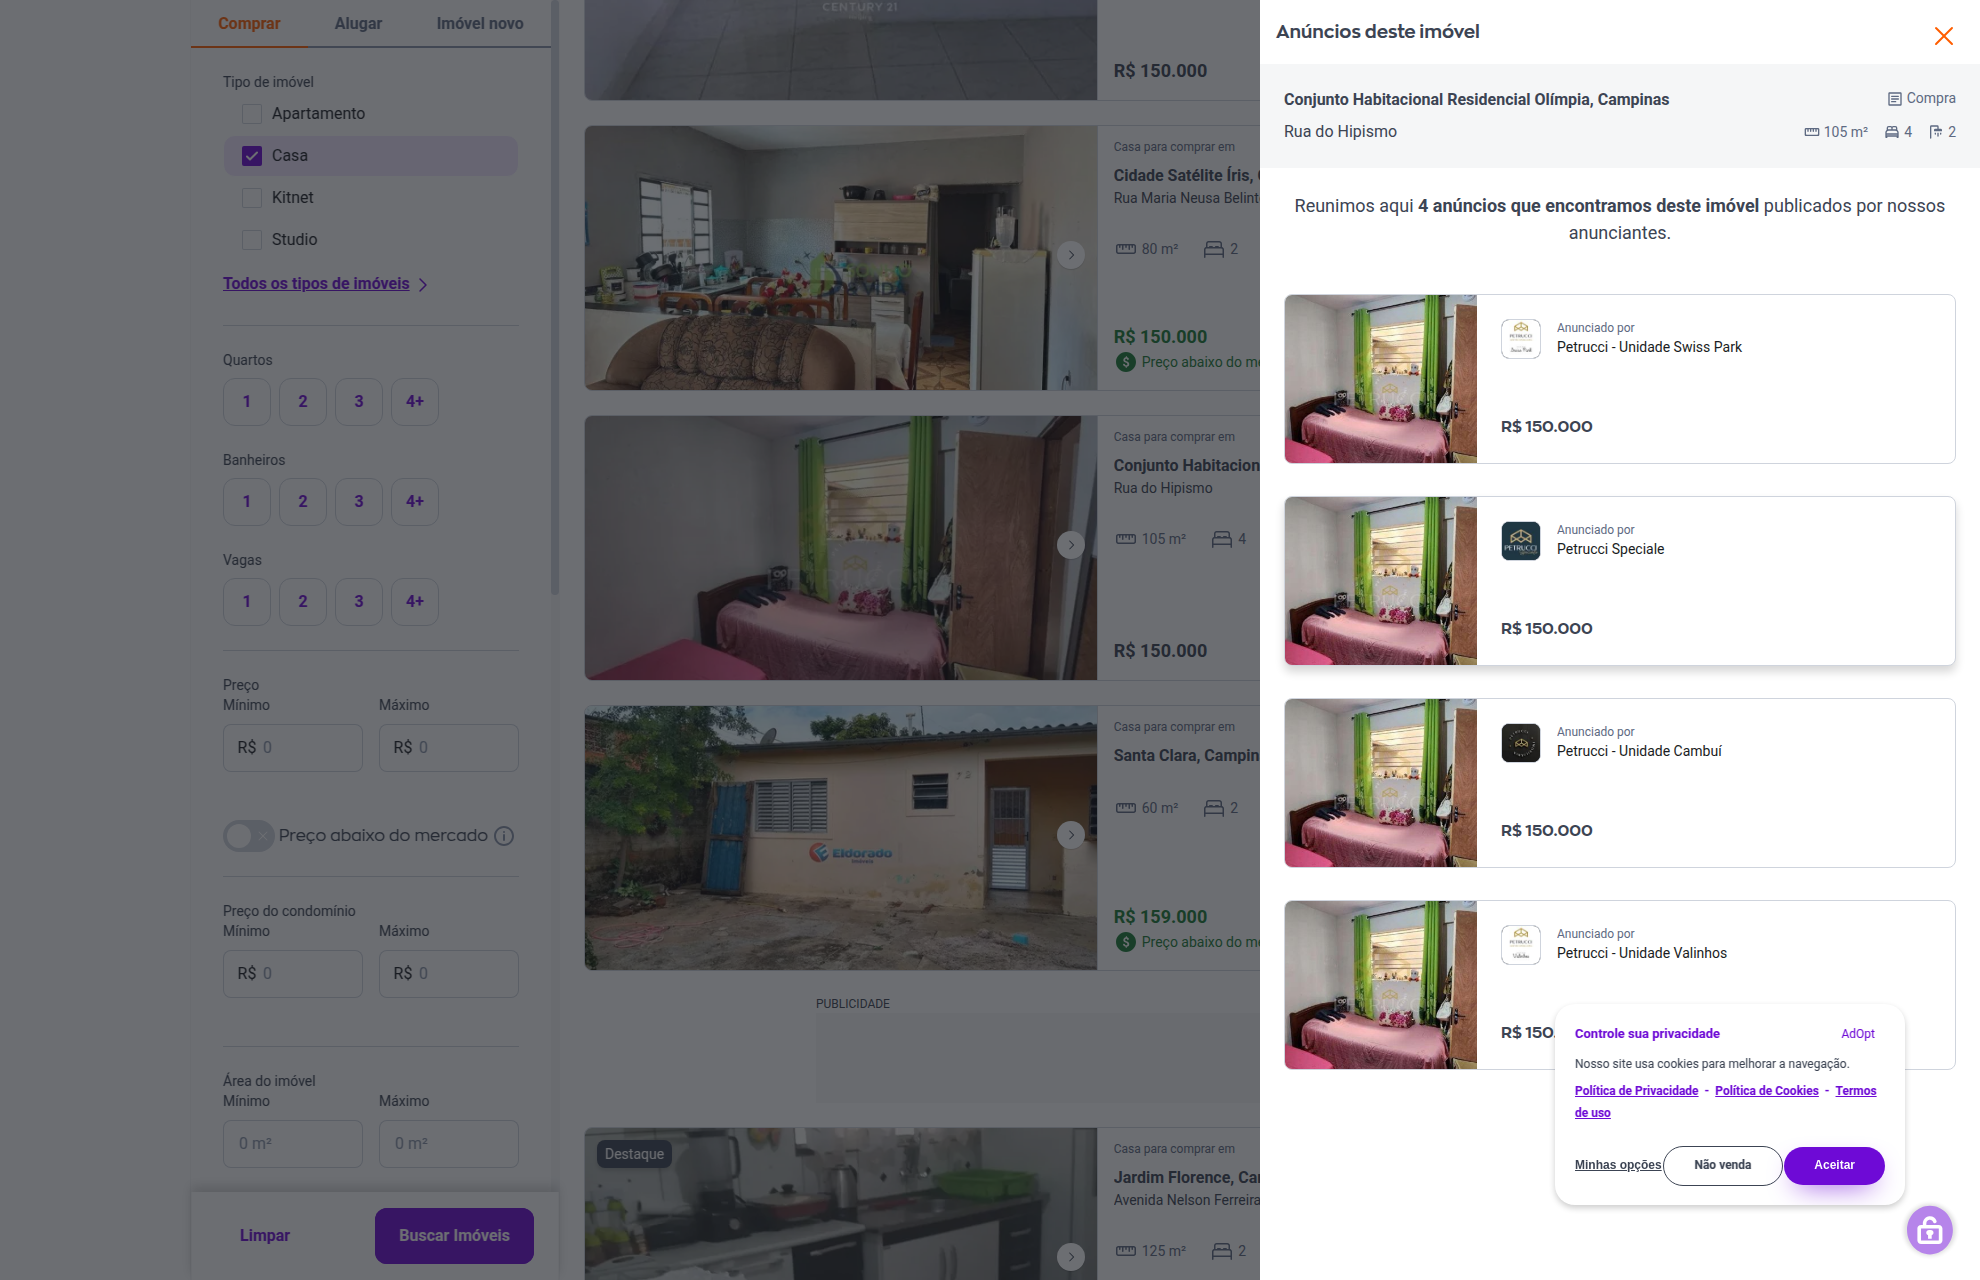 Comprar
Alugar
Imóvel novo
Tipo de imóvel
Apartamento
Casa
Kitnet
Studio
Todos os tipos de imóveis
Quartos
1
2
3
4+
Banheiros
1
2
3
4+
Vagas
1
2
3
4+
Preço
Mínimo
Máximo
R$ 0
R$ 0
Preço abaixo do mercado
Preço do condomínio
Mínimo
Máximo
R$ 0
R$ 0
Área do imóvel
Mínimo
Máximo
0 m²
0 m²
Limpar
Buscar Imóveis
CENTURY 21
R$ 150.000
Casa para comprar em
Cidade Satélite Íris,
Rua Maria Neusa Belint
80 m²
2
R$ 150.000
$ Preço abaixo do me
Casa para comprar em
Conjunto Habitacion
Rua do Hipismo
105 m²
4
R$ 150.000
Eldorado
Casa para comprar em
Santa Clara, Campin
60 m²
2
R$ 159.000
$ Preço abaixo do me
PUBLICIDADE
Destaque
Casa para comprar em
Jardim Florence, Ca
Avenida Nelson Ferreira
125 m²
2
Anúncios deste imóvel
Conjunto Habitacional Residencial Olímpia, Campinas
Compra
Rua do Hipismo
105 m²
4
2
Reunimos aqui 4 anúncios que encontramos deste imóvel publicados por nossos
anunciantes.
PETRUCCI
Swiss Park
Anunciado por
Petrucci - Unidade Swiss Park
R$ 150.000
PETRUCCI
Anunciado por
Petrucci Speciale
R$ 150.000
Anunciado por
Petrucci - Unidade Cambuí
R$ 150.000
PETRUCCI
Valinhos
Anunciado por
Petrucci - Unidade Valinhos
R$ 150.
Controle sua privacidade
AdOpt
Nosso site usa cookies para melhorar a navegação.
Política de Privacidade - Política de Cookies - Termos
de uso
Minhas opções
Não venda
Aceitar